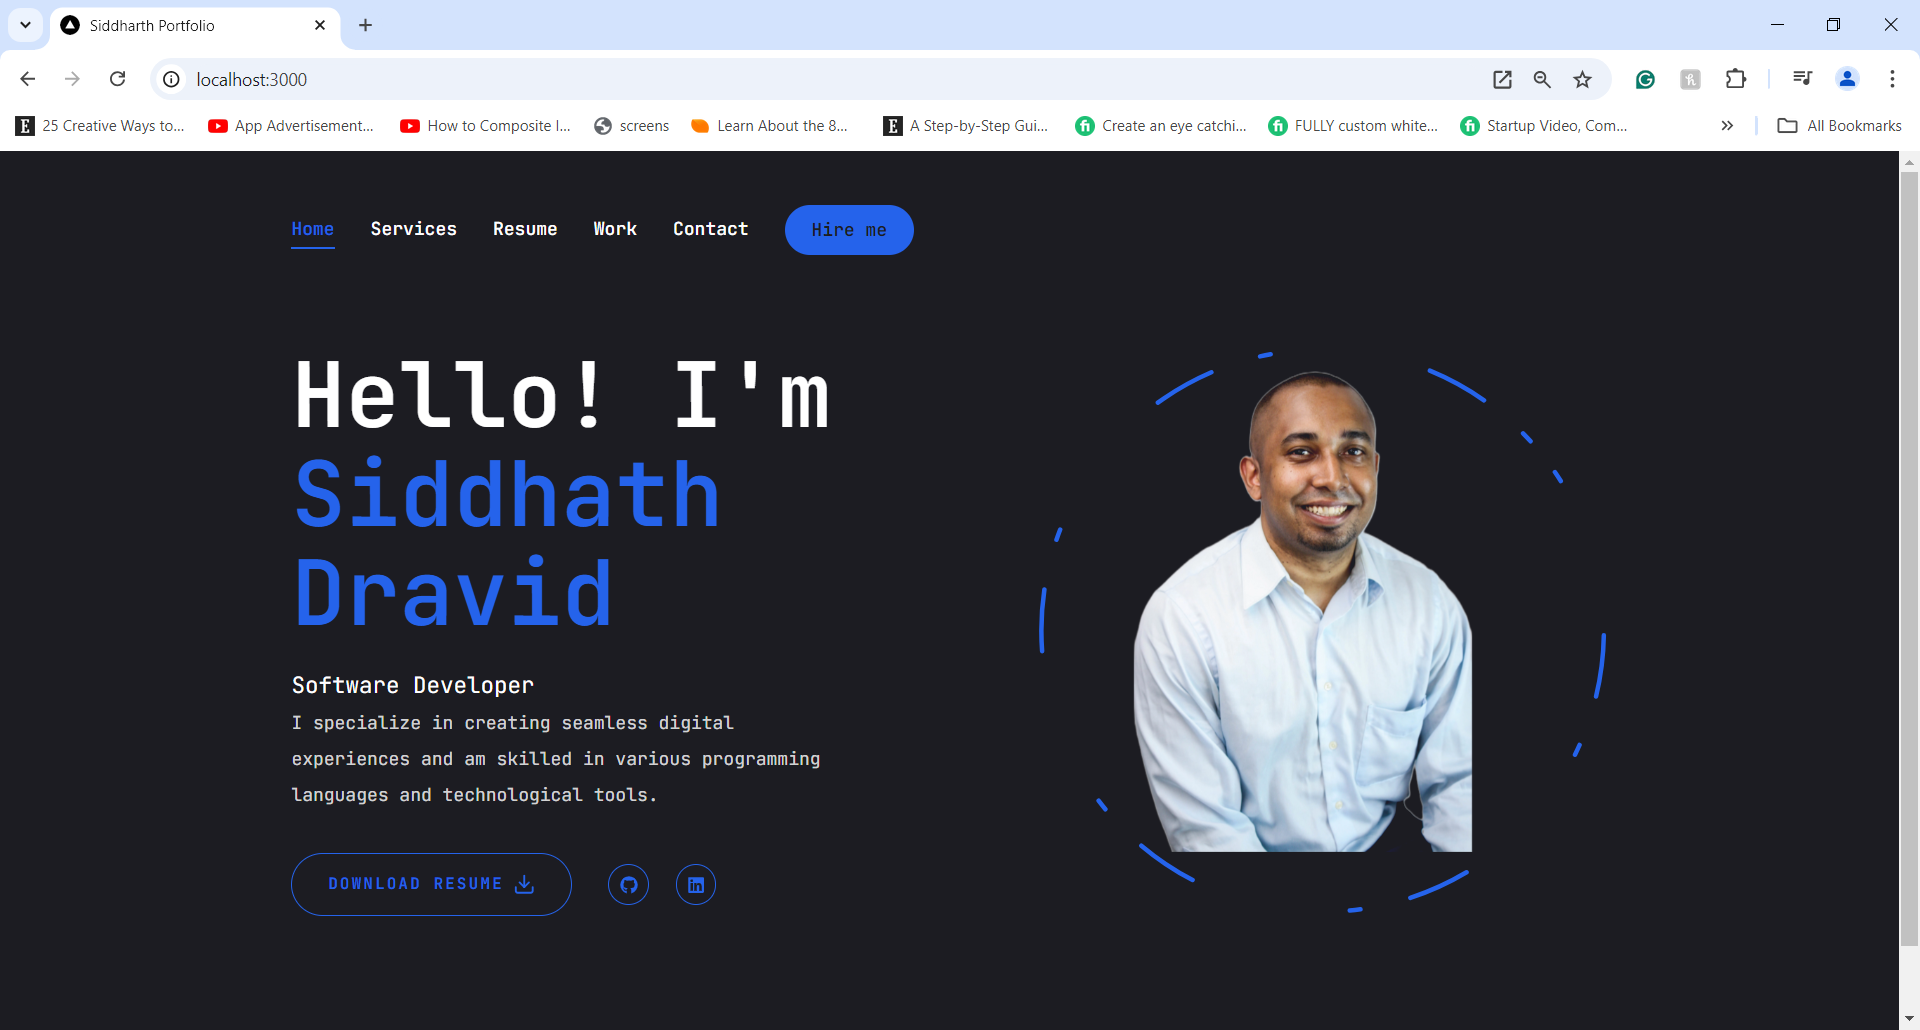 Siddharth Portfolio
localhost:3000
25 Creative Ways to...
App Advertisement...
How to Composite I...
screens
Learn About the 8...
A Step-by-Step Gui...
Create an eye catchi...
FULLY custom white...
Startup Video, Com...
All Bookmarks
Home Services Resume Work Contact Hire me
Hello! I'm
Siddhath
Dravid
Software Developer
I specialize in creating seamless digital
experiences and am skilled in various programming
languages and technological tools.
DOWNLOAD RESUME